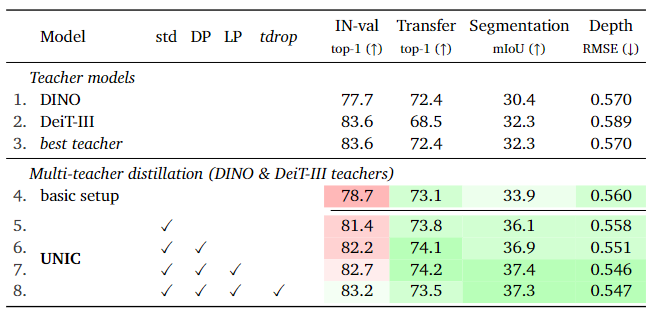 Model std DP LP tdrop IN-val Transfer Segmentation Depth
top-1 (↑) top-1 (↑) mIoU (↑) RMSE (↓)
Teacher models
1. DINO 77.7 72.4 30.4 0.570
2. DeiT-III 83.6 68.5 32.3 0.589
3. best teacher 83.6 72.4 32.3 0.570
Multi-teacher distillation (DINO & DeiT-III teachers)
4. basic setup 78.7 73.1 33.9 0.560
5. ✓ 81.4 73.8 36.1 0.558
6. ✓ ✓ 82.2 74.1 36.9 0.551
UNIC
7. ✓ ✓ ✓ 82.7 74.2 37.4 0.546
8. ✓ ✓ ✓ ✓ 83.2 73.5 37.3 0.547